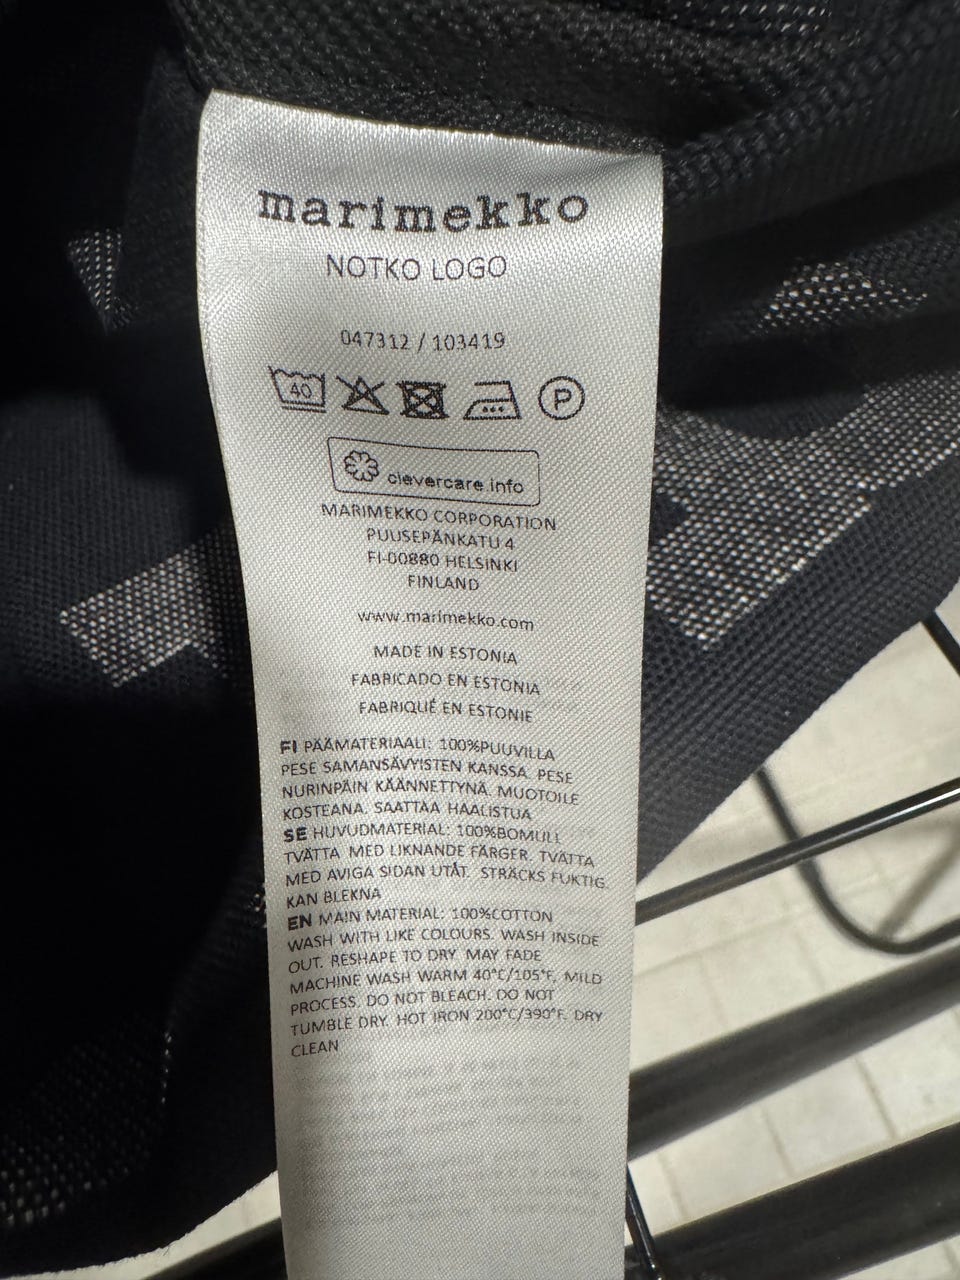 marimekko
NOTKO LOGO
047312 / 103419
40 P
clevercare.info
MARIMEKKO CORPORATION
PUUSEPÄNKATU 4
FI-00880 HELSINKI
FINLAND
www.marimekko.com
MADE IN ESTONIA
FABRICADO EN ESTONIA
FABRIQUÉ EN ESTONIE
FI PÄÄMATERIAALI: 100%PUUVILLA
PESE SAMANSÄVYISTEN KANSSA. PESE
NURINPÄIN KÄÄNNETTYNÄ. MUOTOILE
KOSTEANA. SAATTAA HAALISTUA
SE HUVUDMATERIAL: 100%BOMULL
TVÄTTA MED LIKNANDE FÄRGER. TVÄTTA
MED AVIGA SIDAN UTÅT. STRÄCKS FUKTIG.
KAN BLEKNA
EN MAIN MATERIAL: 100%COTTON
WASH WITH LIKE COLOURS. WASH INSIDE
OUT. RESHAPE TO DRY. MAY FADE
MACHINE WASH WARM 40°C/105°F, MILD
PROCESS. DO NOT BLEACH. DO NOT
TUMBLE DRY. HOT IRON 200°C/390°F. DRY
CLEAN